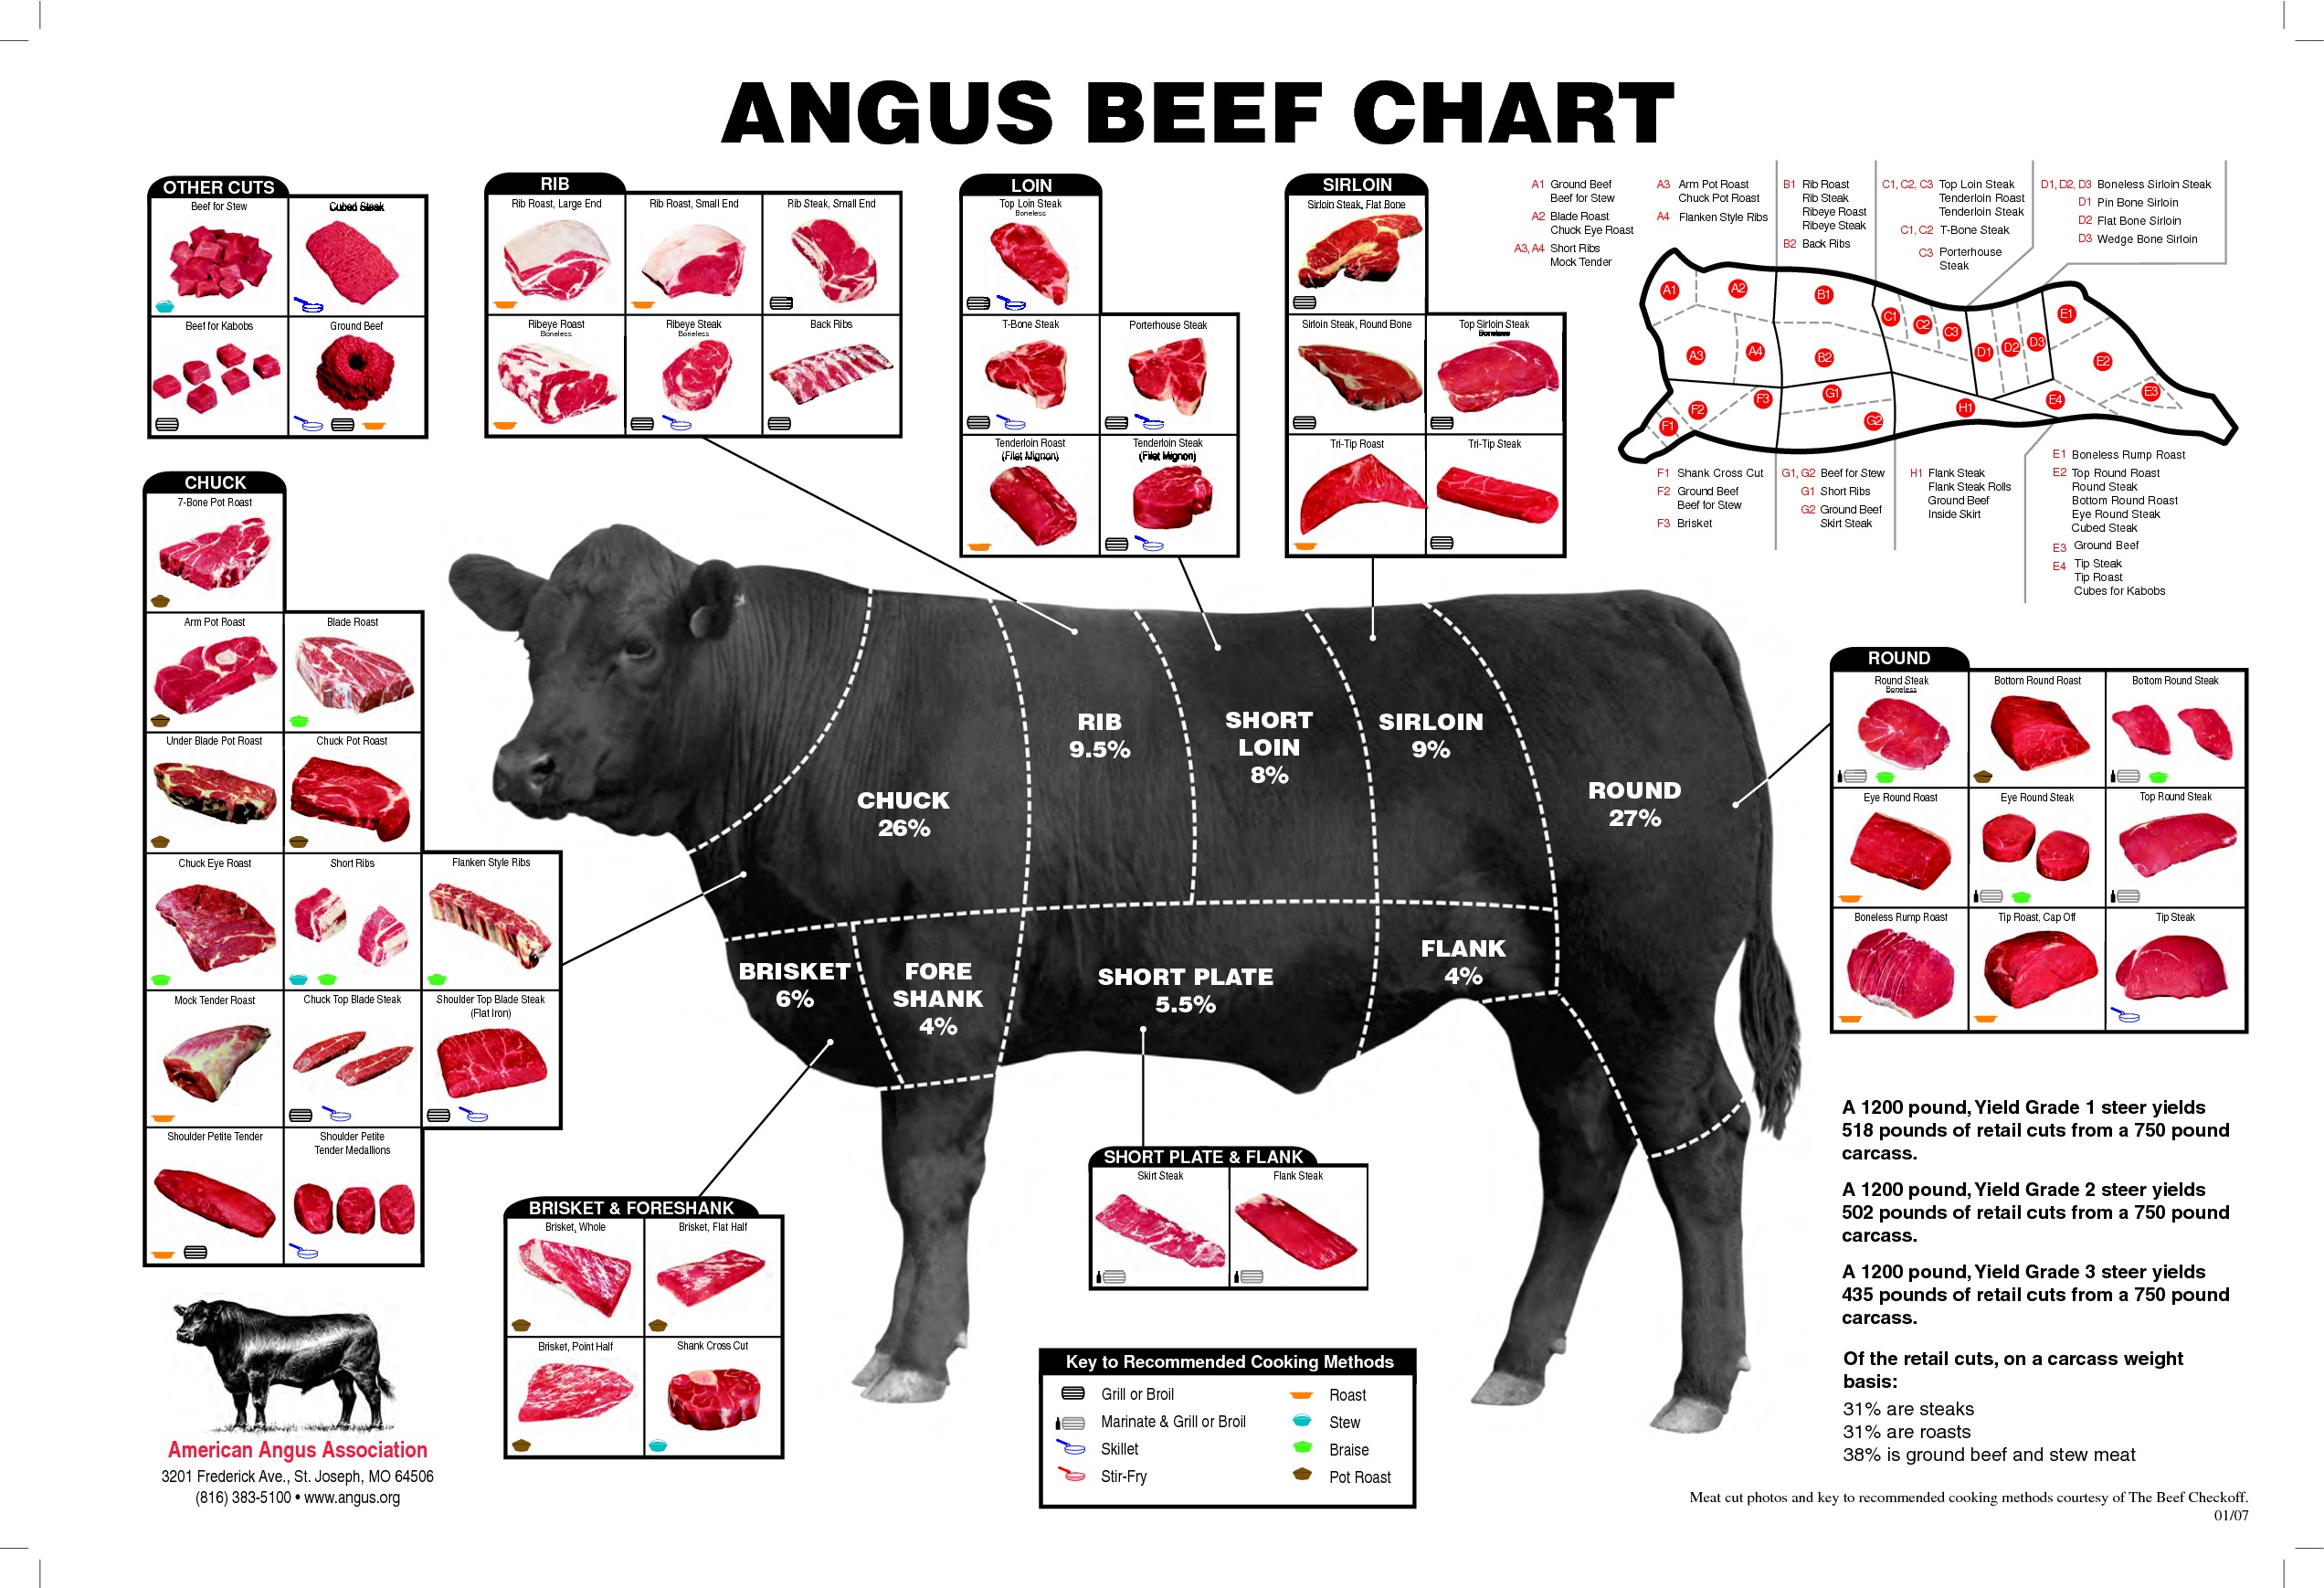 ANGUS BEEF CHART
OTHER CUTS
Beef for Stew
Cubed Steak
Beef for Kabobs
Ground Beef
RIB
Rib Roast, Large End
Rib Roast, Small End
Rib Steak, Small End
Ribeye Roast
Boneless
Ribeye Steak
Boneless
Back Ribs
LOIN
Top Loin Steak
Boneless
T-Bone Steak
Porterhouse Steak
Tenderloin Roast
(Filet Mignon)
Tenderloin Steak
(Filet Mignon)
SIRLOIN
Sirloin Steak, Flat Bone
Sirloin Steak, Round Bone
Top Sirloin Steak
Boneless
Tri-Tip Roast
Tri-Tip Steak
A1 Ground Beef
Beef for Stew
A2 Blade Roast
Chuck Eye Roast
A3, A4 Short Ribs
Mock Tender
A3 Arm Pot Roast
Chuck Pot Roast
A4 Flanken Style Ribs
B1 Rib Roast
Rib Steak
Ribeye Roast
Ribeye Steak
B2 Back Ribs
C1, C2, C3 Top Loin Steak
Tenderloin Roast
Tenderloin Steak
C1, C2 T-Bone Steak
C3 Porterhouse
Steak
D1, D2, D3 Boneless Sirloin Steak
D1 Pin Bone Sirloin
D2 Flat Bone Sirloin
D3 Wedge Bone Sirloin
A1
A2
B1
C1
C2
C3
E1
A3
A4
B2
D1
D2
D3
E2
F1
F2
F3
G1
G2
H1
E4
E3
F1 Shank Cross Cut
F2 Ground Beef
Beef for Stew
F3 Brisket
G1, G2 Beef for Stew
G1 Short Ribs
G2 Ground Beef
Skirt Steak
H1 Flank Steak
Flank Steak Rolls
Ground Beef
Inside Skirt
E1 Boneless Rump Roast
E2 Top Round Roast
Round Steak
Bottom Round Roast
Eye Round Steak
Cubed Steak
E3 Ground Beef
E4 Tip Steak
Tip Roast
Cubes for Kabobs
CHUCK
7-Bone Pot Roast
Arm Pot Roast
Blade Roast
Under Blade Pot Roast
Chuck Pot Roast
Chuck Eye Roast
Short Ribs
Flanken Style Ribs
Mock Tender Roast
Chuck Top Blade Steak
Shoulder Top Blade Steak
(Flat Iron)
Shoulder Petite Tender
Shoulder Petite
Tender Medallions
CHUCK
26%
RIB
9.5%
SHORT
LOIN
8%
SIRLOIN
9%
ROUND
27%
BRISKET
6%
FORE
SHANK
4%
SHORT PLATE
5.5%
FLANK
4%
ROUND
Round Steak
Boneless
Bottom Round Roast
Bottom Round Steak
Eye Round Roast
Eye Round Steak
Top Round Steak
Boneless Rump Roast
Tip Roast, Cap Off
Tip Steak
BRISKET & FORESHANK
Brisket, Whole
Brisket, Flat Half
Brisket, Point Half
Shank Cross Cut
SHORT PLATE & FLANK
Skirt Steak
Flank Steak
Key to Recommended Cooking Methods
Grill or Broil
Marinate & Grill or Broil
Skillet
Stir-Fry
Roast
Stew
Braise
Pot Roast
A 1200 pound, Yield Grade 1 steer yields
518 pounds of retail cuts from a 750 pound
carcass.
A 1200 pound, Yield Grade 2 steer yields
502 pounds of retail cuts from a 750 pound
carcass.
A 1200 pound, Yield Grade 3 steer yields
435 pounds of retail cuts from a 750 pound
carcass.
Of the retail cuts, on a carcass weight
basis:
31% are steaks
31% are roasts
38% is ground beef and stew meat
American Angus Association
3201 Frederick Ave., St. Joseph, MO 64506
(816) 383-5100 • www.angus.org
Meat cut photos and key to recommended cooking methods courtesy of The Beef Checkoff.
01/07